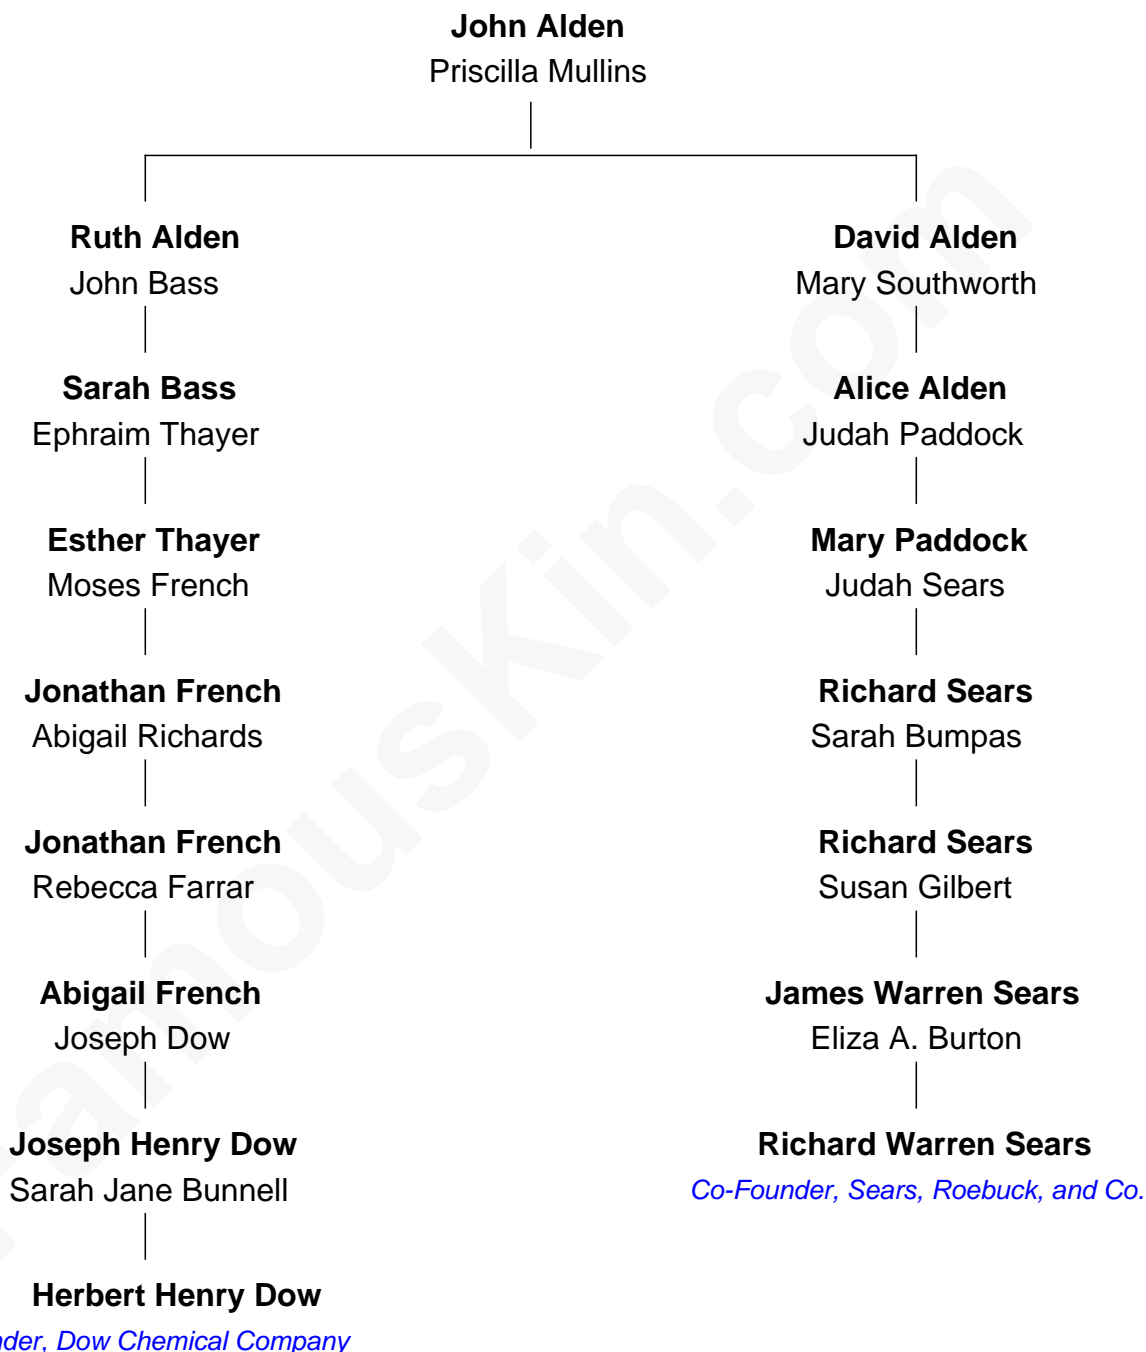 John Alden
Priscilla Mullins
Ruth Alden
John Bass
David Alden
Mary Southworth
Sarah Bass
Ephraim Thayer
Alice Alden
Judah Paddock
Esther Thayer
Moses French
Mary Paddock
Judah Sears
Jonathan French
Abigail Richards
Richard Sears
Sarah Bumpas
Jonathan French
Rebecca Farrar
Richard Sears
Susan Gilbert
Abigail French
Joseph Dow
James Warren Sears
Eliza A. Burton
Joseph Henry Dow
Sarah Jane Bunnell
Richard Warren Sears
Co-Founder, Sears, Roebuck, and Co.
Herbert Henry Dow
nder, Dow Chemical Company
FamousKin.com